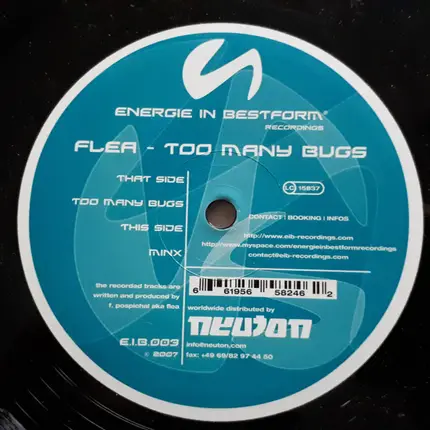 ENERGIE IN BESTFORM®
RECORDINGS
FLEA - TOO MANY BUGS
THAT SIDE
TOO MANY BUGS
THIS SIDE
MINX
LC 15837
CONTACT | BOOKING | INFOS
http://www.eib-recordings.com
http://www.myspace.com/energieinbestformrecordings
contact@eib-recordings.com
the recorded tracks are
written and produced by
f. pospichal aka flea
E.I.B.003
© 2007
6 61956 58246 2
worldwide distributed by
neuton
info@neuton.com
fax: +49 69/82 97 44 50